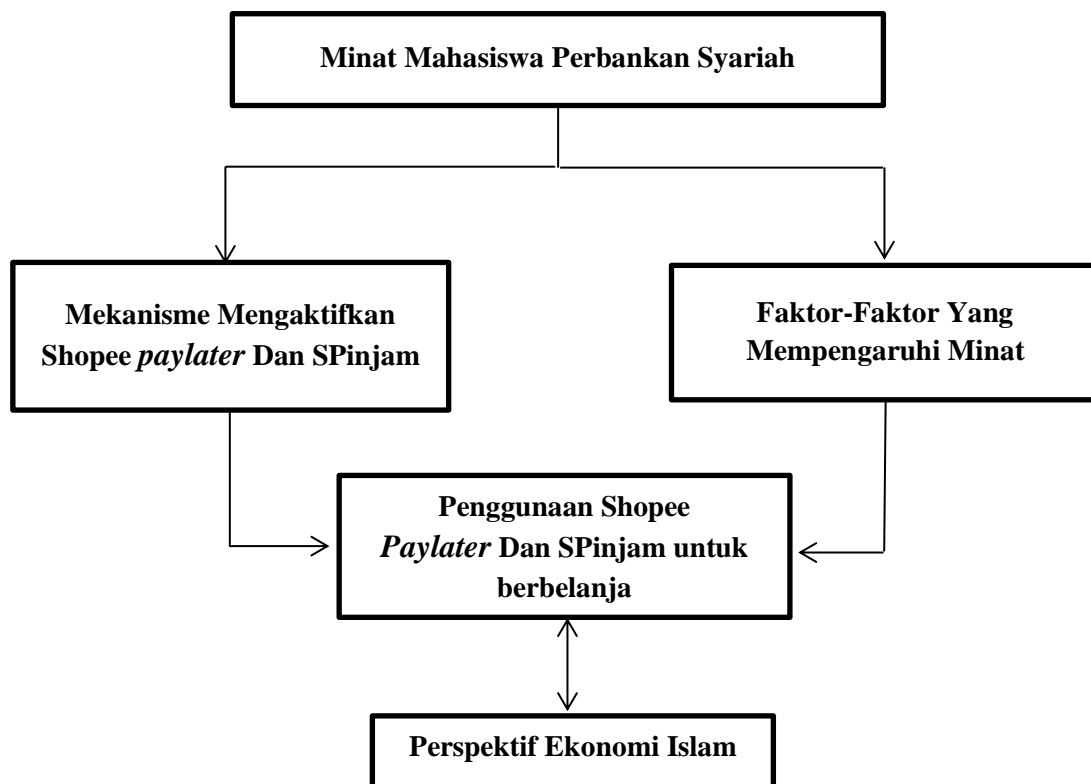 Minat Mahasiswa Perbankan Syariah
Mekanisme Mengaktifkan
Shopee paylater Dan SPinjam
Faktor-Faktor Yang
Mempengaruhi Minat
Penggunaan Shopee
Paylater Dan SPinjam untuk
berbelanja
Perspektif Ekonomi Islam